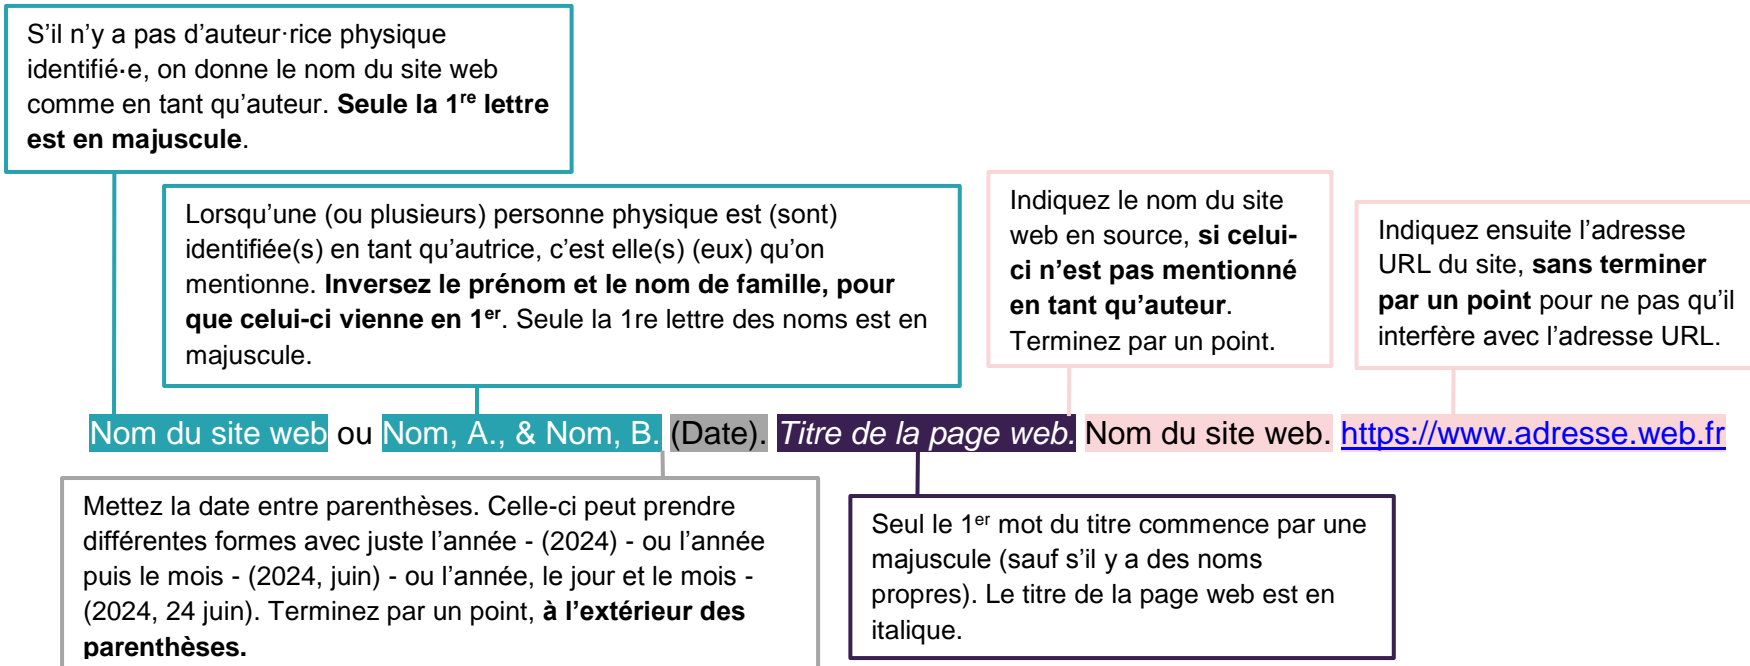 S’il n’y a pas d’auteur·rice physique
identifié·e, on donne le nom du site web
comme en tant qu’auteur. Seule la 1re lettre
est en majuscule.
Lorsqu’une (ou plusieurs) personne physique est (sont)
identifiée(s) en tant qu’autrice, c’est elle(s) (eux) qu’on
mentionne. Inversez le prénom et le nom de famille, pour
que celui-ci vienne en 1er. Seule la 1re lettre des noms est en
majuscule.
Indiquez le nom du site
web en source, si celui-
ci n’est pas mentionné
en tant qu’auteur.
Terminez par un point.
Indiquez ensuite l’adresse
URL du site, sans terminer
par un point pour ne pas qu’il
interfère avec l’adresse URL.
Nom du site web ou Nom, A., & Nom, B. (Date). Titre de la page web. Nom du site web. https://www.adresse.web.fr
Mettez la date entre parenthèses. Celle-ci peut prendre
différentes formes avec juste l’année - (2024) - ou l’année
puis le mois - (2024, juin) - ou l’année, le jour et le mois -
(2024, 24 juin). Terminez par un point, à l’extérieur des
parenthèses.
Seul le 1er mot du titre commence par une
majuscule (sauf s’il y a des noms
propres). Le titre de la page web est en
italique.